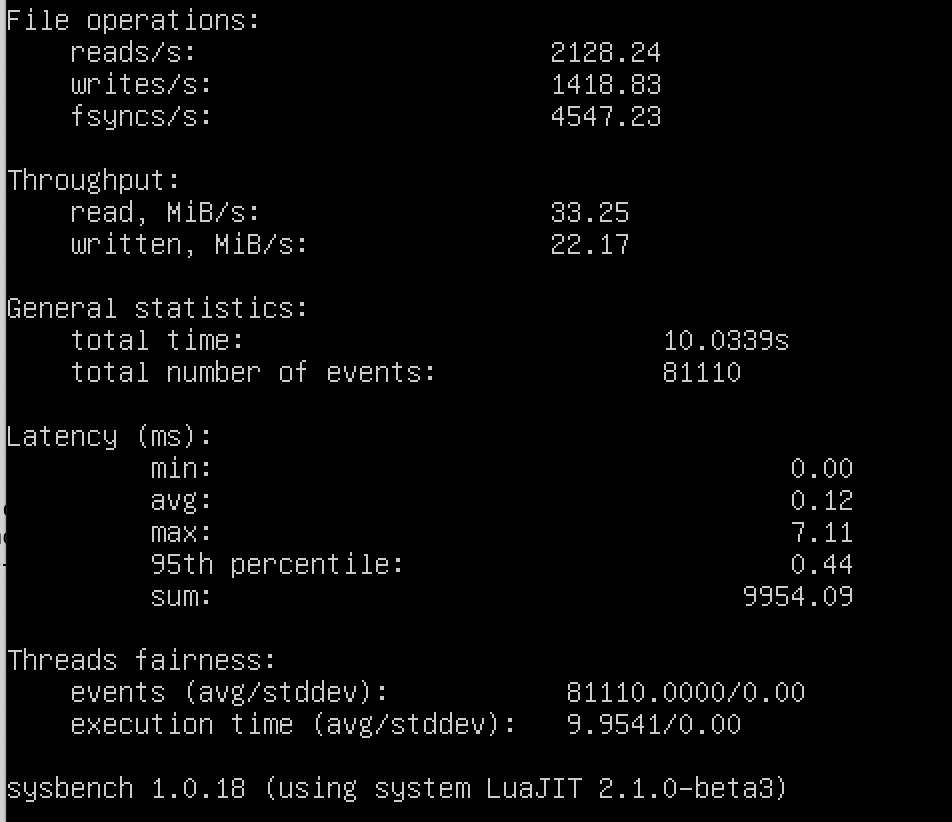 File operations:
reads/s: 2128.24
writes/s: 1418.83
fsyncs/s: 4547.23
Throughput:
read, MiB/s: 33.25
written, MiB/s: 22.17
General statistics:
total time: 10.0339s
total number of events: 81110
Latency (ms):
min: 0.00
avg: 0.12
max: 7.11
95th percentile: 0.44
sum: 9954.09
Threads fairness:
events (avg/stddev): 81110.0000/0.00
execution time (avg/stddev): 9.9541/0.00
sysbench 1.0.18 (using system LuaJIT 2.1.0-beta3)